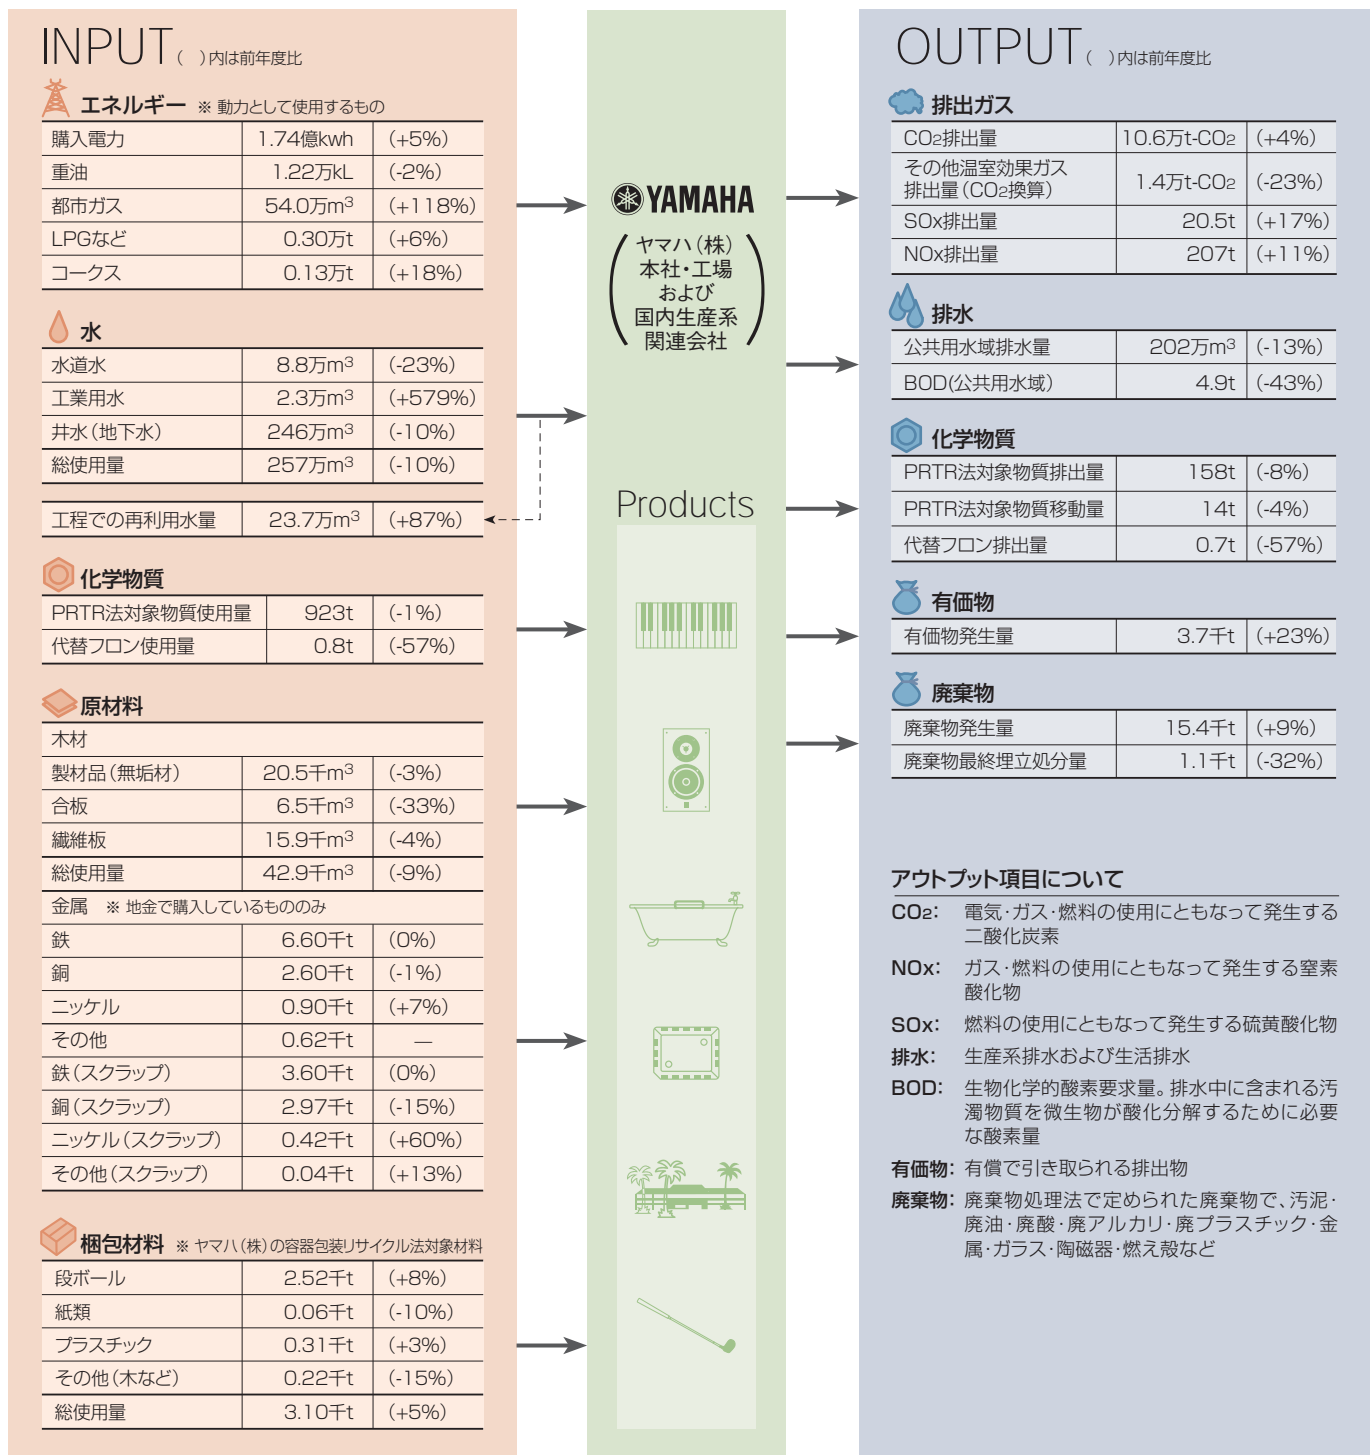 INPUT ( )内は前年度比
エネルギー ※ 動力として使用するもの
購入電力 1.74億kwh (+5%)
重油 1.22万kL (-2%)
都市ガス 54.0万m³ (+118%)
LPGなど 0.30万t (+6%)
コークス 0.13万t (+18%)
水
水道水 8.8万m³ (-23%)
工業用水 2.3万m³ (+579%)
井水(地下水) 246万m³ (-10%)
総使用量 257万m³ (-10%)
工程での再利用水量 23.7万m³ (+87%)
化学物質
PRTR法対象物質使用量 923t (-1%)
代替フロン使用量 0.8t (-57%)
原材料
木材
製材品(無垢材) 20.5千m³ (-3%)
合板 6.5千m³ (-33%)
繊維板 15.9千m³ (-4%)
総使用量 42.9千m³ (-9%)
金属 ※ 地金で購入しているもののみ
鉄 6.60千t (0%)
銅 2.60千t (-1%)
ニッケル 0.90千t (+7%)
その他 0.62千t —
鉄(スクラップ) 3.60千t (0%)
銅(スクラップ) 2.97千t (-15%)
ニッケル(スクラップ) 0.42千t (+60%)
その他(スクラップ) 0.04千t (+13%)
梱包材料 ※ ヤマハ(株)の容器包装リサイクル法対象材料
段ボール 2.52千t (+8%)
紙類 0.06千t (-10%)
プラスチック 0.31千t (+3%)
その他(木など) 0.22千t (-15%)
総使用量 3.10千t (+5%)
YAMAHA
(ヤマハ(株)
本社・工場
および
国内生産系
関連会社)
Products
OUTPUT ( )内は前年度比
排出ガス
CO₂排出量 10.6万t-CO₂ (+4%)
その他温室効果ガス
排出量(CO₂換算) 1.4万t-CO₂ (-23%)
SOx排出量 20.5t (+17%)
NOx排出量 207t (+11%)
排水
公共用水域排水量 202万m³ (-13%)
BOD(公共用水域) 4.9t (-43%)
化学物質
PRTR法対象物質排出量 158t (-8%)
PRTR法対象物質移動量 14t (-4%)
代替フロン排出量 0.7t (-57%)
有価物
有価物発生量 3.7千t (+23%)
廃棄物
廃棄物発生量 15.4千t (+9%)
廃棄物最終埋立処分量 1.1千t (-32%)
アウトプット項目について
CO₂: 電気・ガス・燃料の使用にともなって発生する
二酸化炭素
NOx: ガス・燃料の使用にともなって発生する窒素
酸化物
SOx: 燃料の使用にともなって発生する硫黄酸化物
排水: 生産系排水および生活排水
BOD: 生物化学的酸素要求量。排水中に含まれる汚
濁物質を微生物が酸化分解するために必要
な酸素量
有価物: 有償で引き取られる排出物
廃棄物: 廃棄物処理法で定められた廃棄物で、汚泥・
廃油・廃酸・廃アルカリ・廃プラスチック・金
属・ガラス・陶磁器・燃え殻など